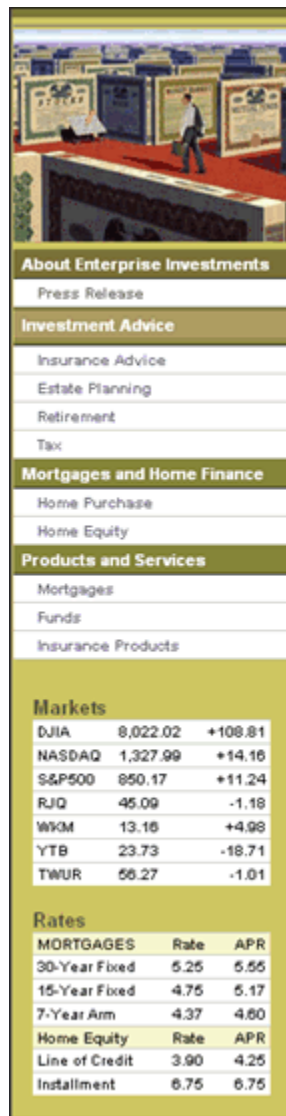 STOCKS
About Enterprise Investments
Press Release
Investment Advice
Insurance Advice
Estate Planning
Retirement
Tax
Mortgages and Home Finance
Home Purchase
Home Equity
Products and Services
Mortgages
Funds
Insurance Products
Markets
DJIA 8,022.02 +108.81
NASDAQ 1,327.99 +14.16
S&P500 850.17 +11.24
RJQ 45.09 -1.18
WKM 13.16 +4.98
YTB 23.73 -18.71
TWUR 56.27 -1.01
Rates
MORTGAGES Rate APR
30-Year Fixed 5.25 5.55
15-Year Fixed 4.75 5.17
7-Year Arm 4.37 4.60
Home Equity Rate APR
Line of Credit 3.90 4.25
Installment 6.75 6.75